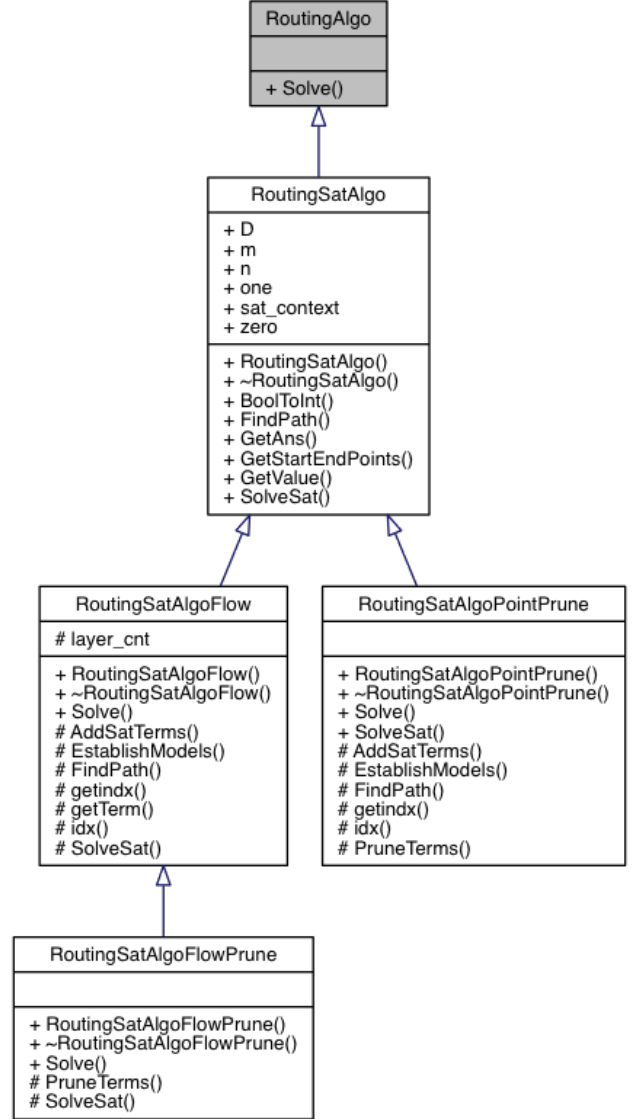 RoutingAlgo
+ Solve()
RoutingSatAlgo
+ D
+ m
+ n
+ one
+ sat_context
+ zero
+ RoutingSatAlgo()
+ ~RoutingSatAlgo()
+ BoolToInt()
+ FindPath()
+ GetAns()
+ GetStartEndPoints()
+ GetValue()
+ SolveSat()
RoutingSatAlgoFlow
# layer_cnt
+ RoutingSatAlgoFlow()
+ ~RoutingSatAlgoFlow()
+ Solve()
# AddSatTerms()
# EstablishModels()
# FindPath()
# getindx()
# getTerm()
# idx()
# SolveSat()
RoutingSatAlgoPointPrune
+ RoutingSatAlgoPointPrune()
+ ~RoutingSatAlgoPointPrune()
+ Solve()
+ SolveSat()
# AddSatTerms()
# EstablishModels()
# FindPath()
# getindx()
# idx()
# PruneTerms()
RoutingSatAlgoFlowPrune
+ RoutingSatAlgoFlowPrune()
+ ~RoutingSatAlgoFlowPrune()
+ Solve()
# PruneTerms()
# SolveSat()